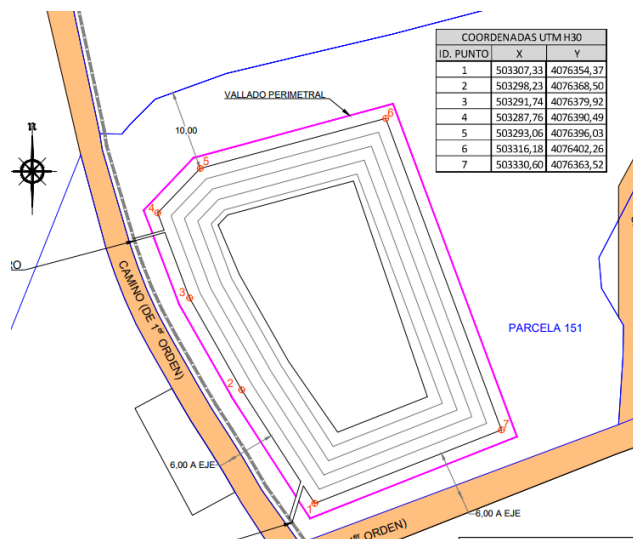 COORDENADAS UTM H30
ID. PUNTO X Y
1 503307,33 4076354,37
2 503298,23 4076368,50
3 503291,74 4076379,92
4 503287,76 4076390,49
5 503293,06 4076396,03
6 503316,18 4076402,26
7 503330,60 4076363,52
VALLADO PERIMETRAL
10,00
n
6
5
4
3
2
1
7
RO
CAMINO (DE 1er ORDEN)
PARCELA 151
6,00 A EJE
6,00 A EJE
1er ORDEN)